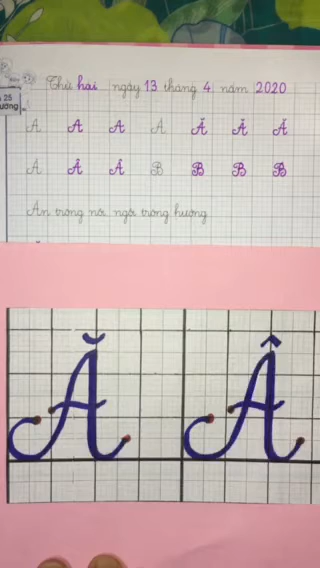 Thứ hai ngày 13 tháng 4 năm 2020
A A A Ă Ă Ă Ă
Â Â Â B B B B
Ăn trông nồi, ngồi trông hướng
Ă Â